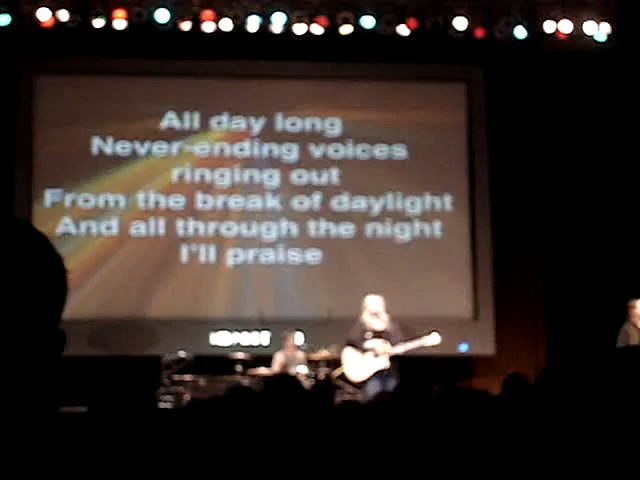 All day long
Never-ending voices
ringing out
From the break of daylight
And all through the night
I'll praise